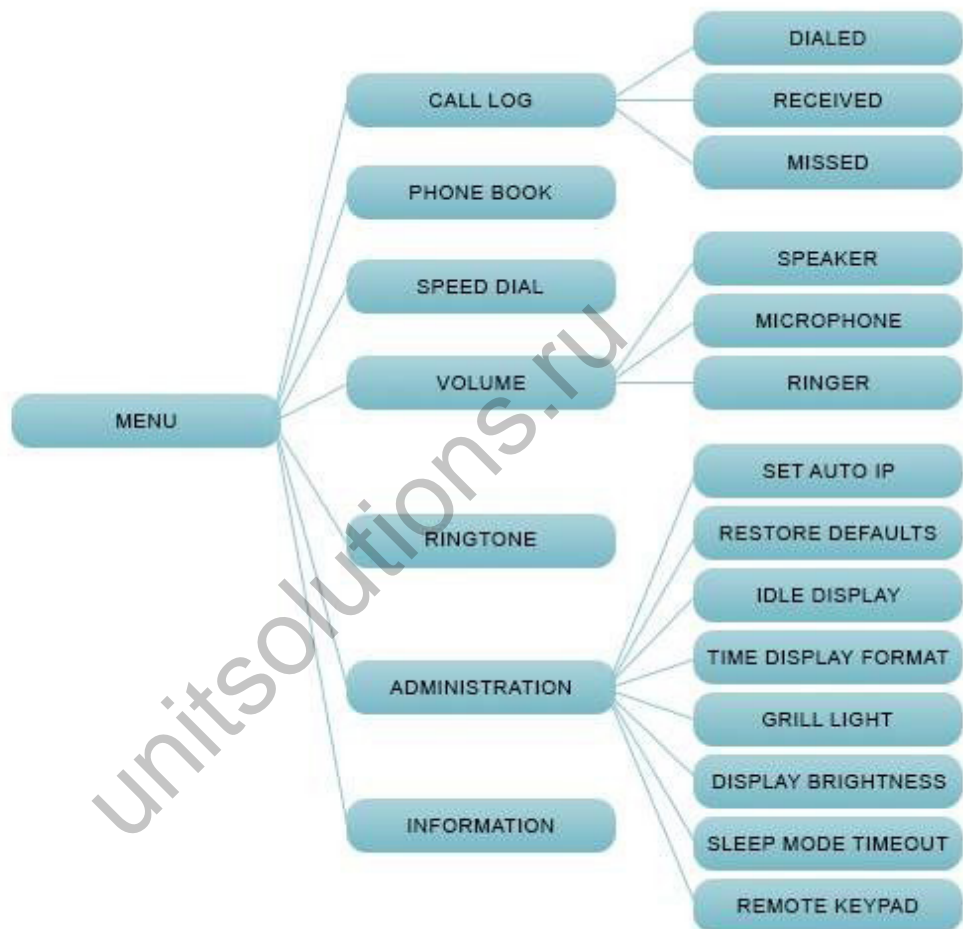 MENU
CALL LOG
DIALED
RECEIVED
MISSED
PHONE BOOK
SPEED DIAL
VOLUME
SPEAKER
MICROPHONE
RINGER
RINGTONE
ADMINISTRATION
SET AUTO IP
RESTORE DEFAULTS
IDLE DISPLAY
TIME DISPLAY FORMAT
GRILL LIGHT
DISPLAY BRIGHTNESS
SLEEP MODE TIMEOUT
REMOTE KEYPAD
INFORMATION
unitsolutions.ru